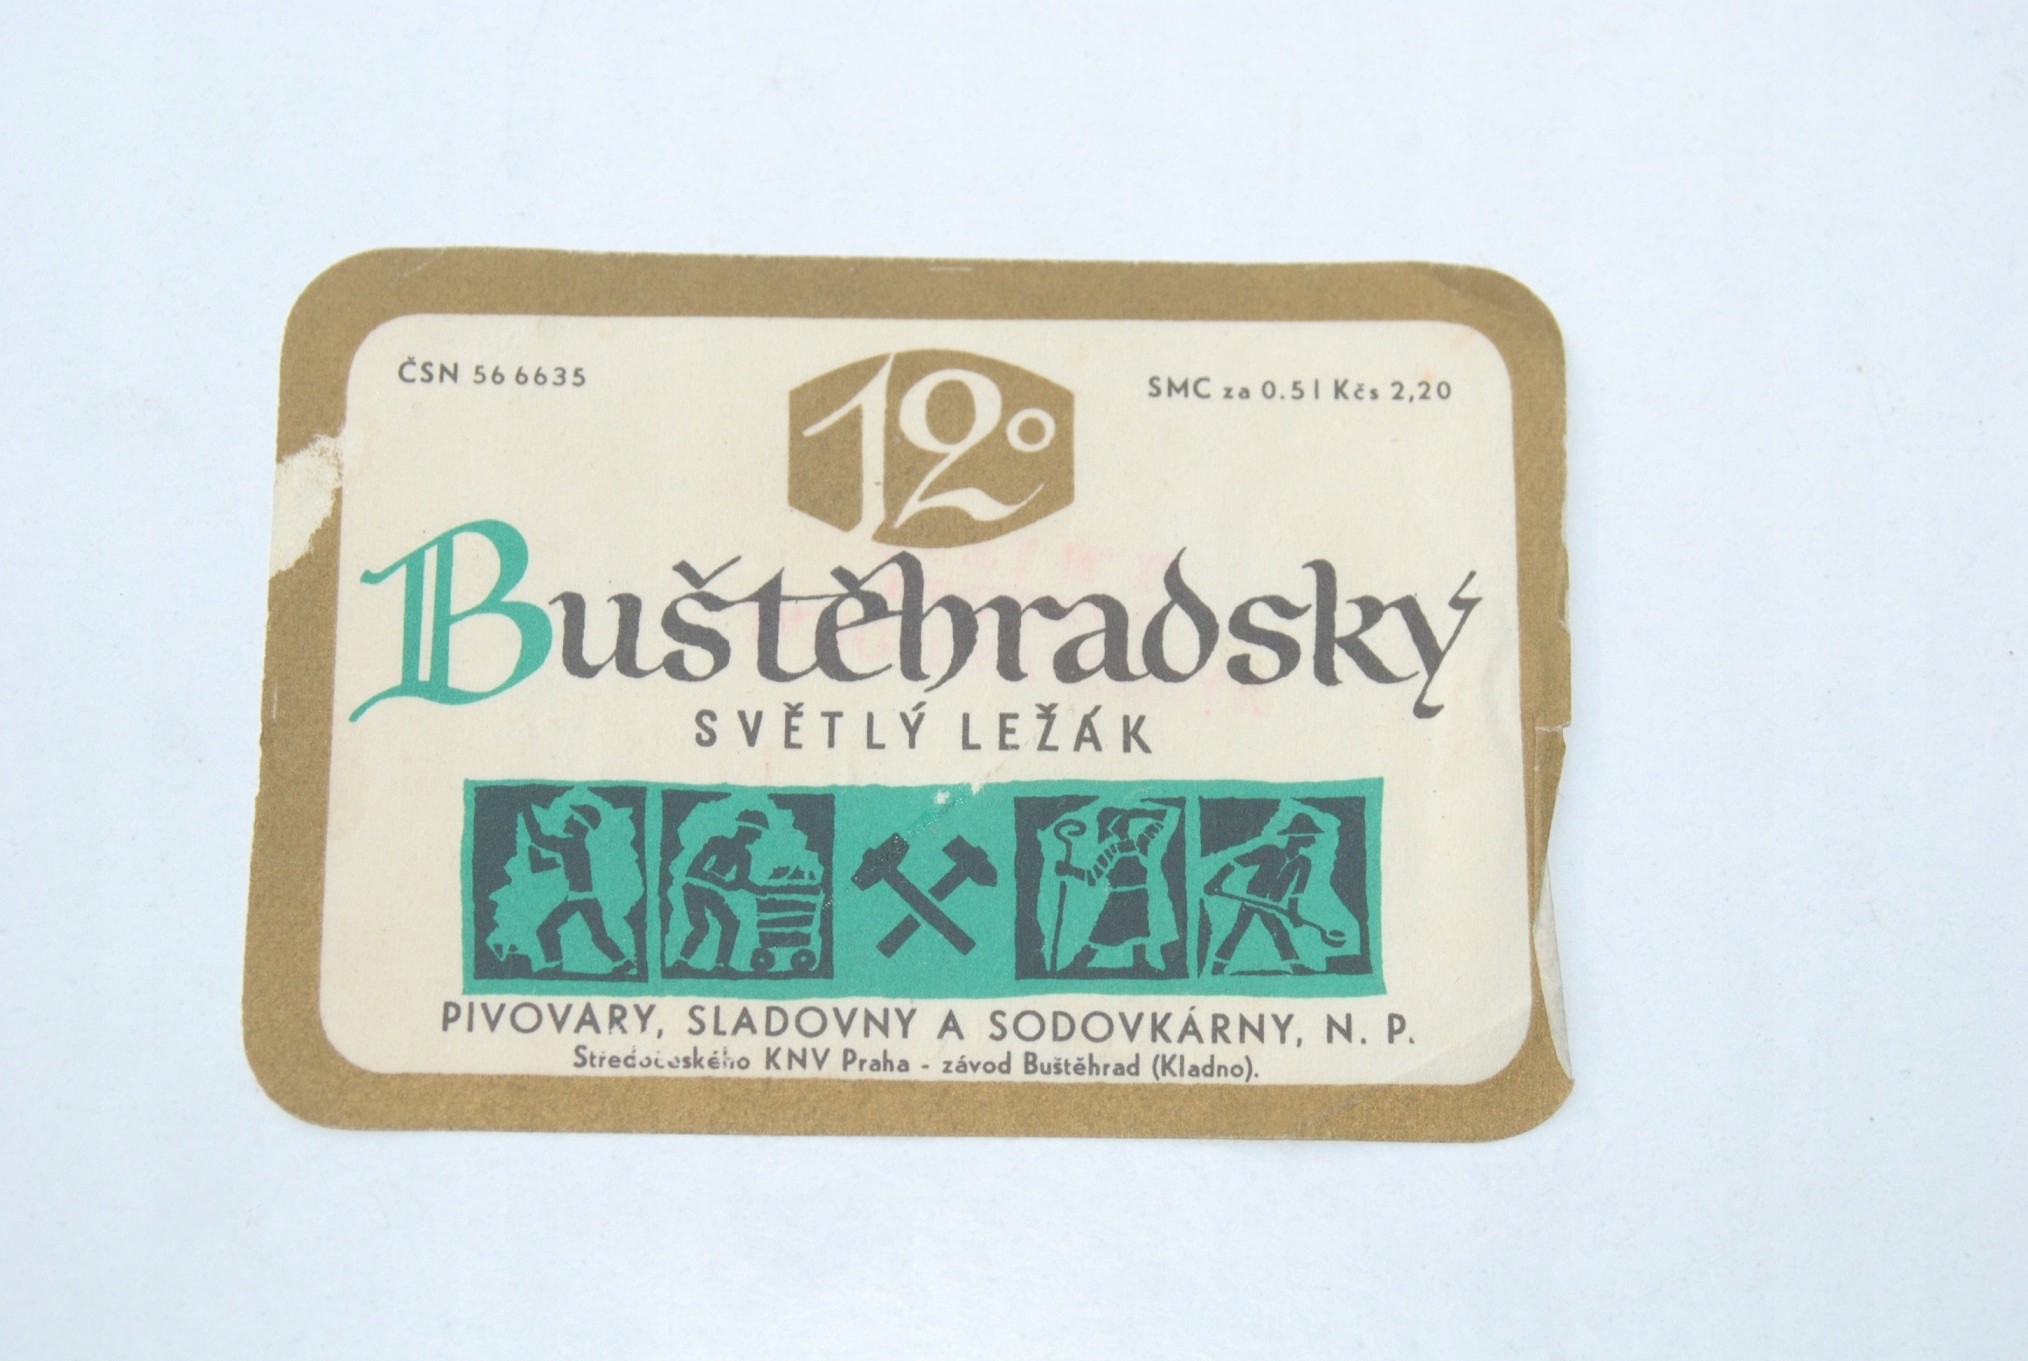 ČSN 56 6635
12°
SMC za 0.5 l Kčs 2,20
Buštěhradský
SVĚTLÝ LEŽÁK
PIVOVARY, SLADOVNY A SODOVKÁRNY, N. P.
Středočeského KNV Praha - závod Buštěhrad (Kladno).